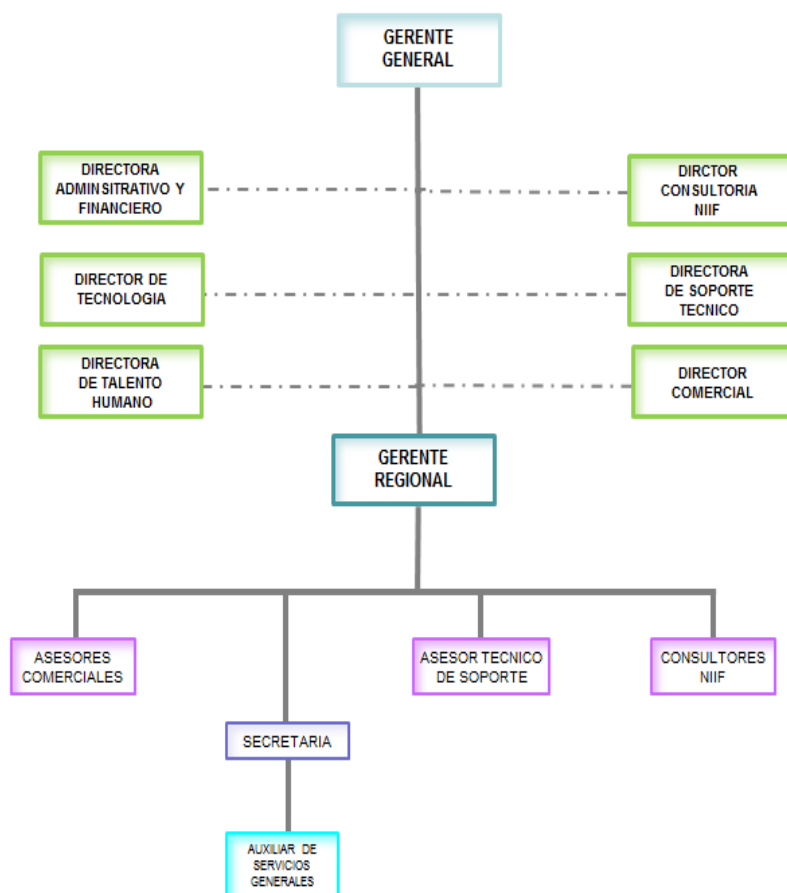 GERENTE
GENERAL
DIRECTORA
ADMINSITRATIVO Y
FINANCIERO
DIRCTOR
CONSULTORIA
NIIF
DIRECTOR DE
TECNOLOGIA
DIRECTORA
DE SOPORTE
TECNICO
DIRECTORA
DE TALENTO
HUMANO
DIRECTOR
COMERCIAL
GERENTE
REGIONAL
ASESORES
COMERCIALES
ASESOR TECNICO
DE SOPORTE
CONSULTORES
NIIF
SECRETARIA
AUXILIAR DE
SERVICIOS
GENERALES